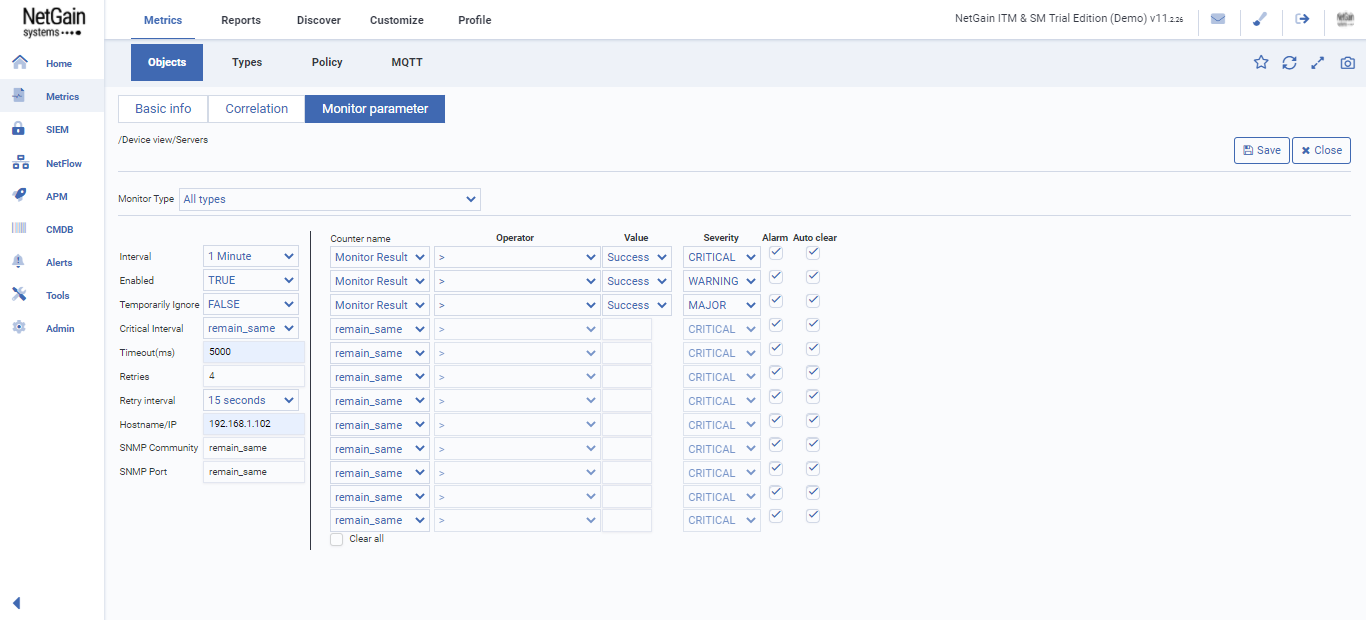 NetGain
systems
Metrics Reports Discover Customize Profile
NetGain ITM & SM Trial Edition (Demo) v11.2.26
Home
Metrics
SIEM
NetFlow
APM
CMDB
Alerts
Tools
Admin
Objects Types Policy MQTT
Basic info Correlation Monitor parameter
/Device view/Servers
Save Close
Monitor Type All types
Interval 1 Minute
Enabled TRUE
Temporarily Ignore FALSE
Critical Interval remain_same
Timeout(ms) 5000
Retries 4
Retry interval 15 seconds
Hostname/IP 192.168.1.102
SNMP Community remain_same
SNMP Port remain_same
Counter name Operator Value Severity Alarm Auto clear
Monitor Result > Success CRITICAL
Monitor Result > Success WARNING
Monitor Result > Success MAJOR
remain_same > CRITICAL
remain_same > CRITICAL
remain_same > CRITICAL
remain_same > CRITICAL
remain_same > CRITICAL
remain_same > CRITICAL
remain_same > CRITICAL
remain_same > CRITICAL
remain_same > CRITICAL
Clear all